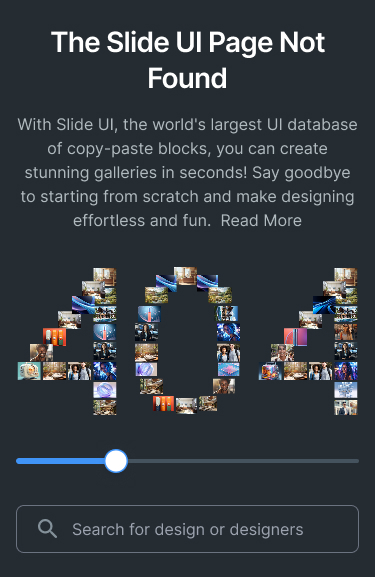 The Slide UI Page Not
Found
With Slide UI, the world's largest UI database
of copy-paste blocks, you can create
stunning galleries in seconds! Say goodbye
to starting from scratch and make designing
effortless and fun.  Read More
404
Search for design or designers